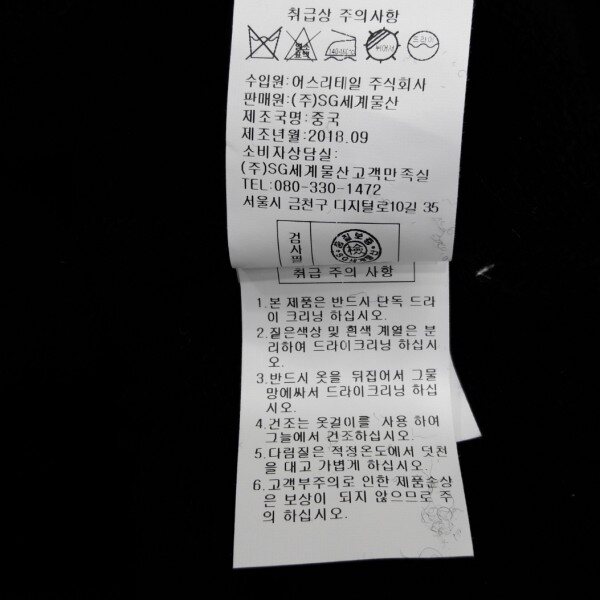 취급상 주의사항
드라이
수입원:어스리테일 주식회사
판매원:(주)SG세계물산
제조국명:중국
제조년월:2018.09
소비자상담실:
(주)SG세계물산고객만족실
TEL:080-330-1472
서울시 금천구 디지털로10길 35
검사필
품질보증
檢
취급 주의 사항
1.본 제품은 반드시 단독 드라
이 크리닝 하십시오.
2.짙은색상 및 흰색 계열은 분
리하여 드라이크리닝 하십시
오.
3.반드시 옷을 뒤집어서 그물
망에싸서 드라이크리닝 하십
시오.
4.건조는 옷걸이를 사용 하여
그늘에서 건조하십시오.
5.다림질은 적정온도에서 덧천
을 대고 가볍게 하십시오.
6.고객부주의로 인한 제품손상
은 보상이 되지 않으므로 주
의 하십시오.